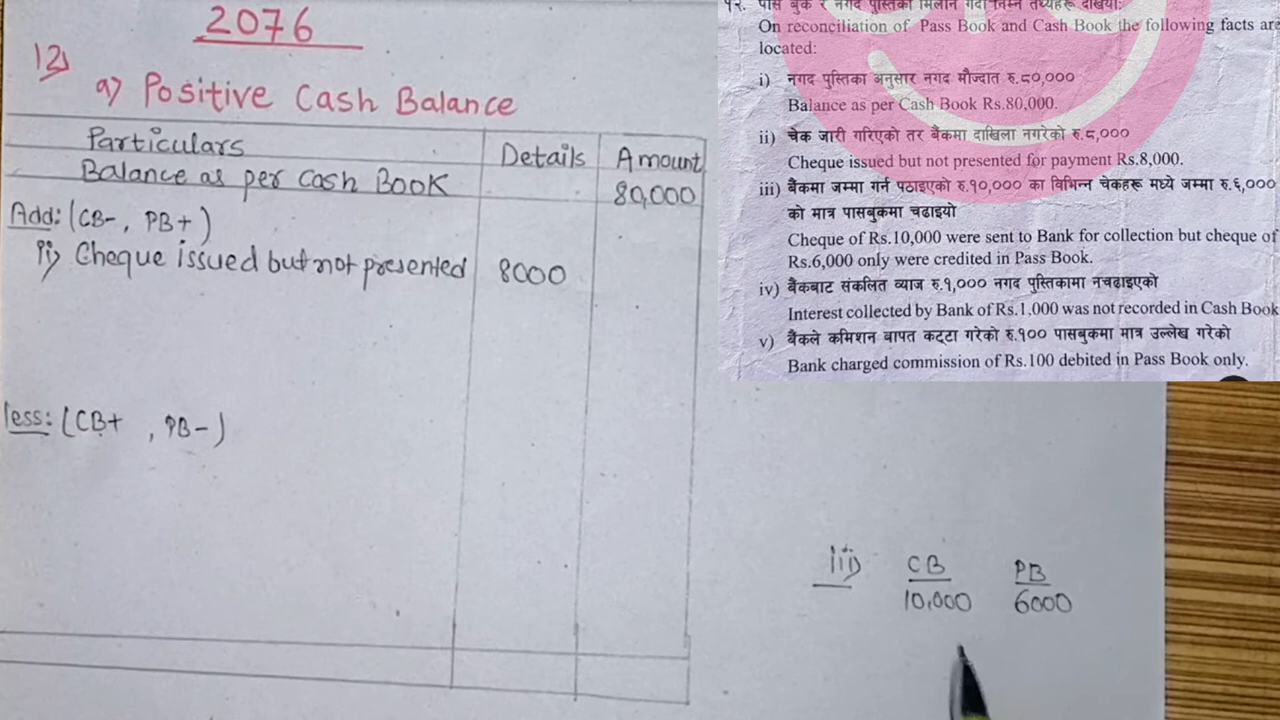 2076
12)
a) Positive Cash Balance
Particulars Details Amount
Balance as per Cash Book 80,000
Add: (CB- , PB+)
ii) Cheque issued but not presented 8000
less: (CB+ , PB-)
iii) CB PB
10,000 6000
१२. पास बुक र नगद पुस्तिका मिलान गर्दा निम्न तथ्यहरू देखियो:
On reconciliation of Pass Book and Cash Book the following facts are
located:
i) नगद पुस्तिका अनुसार नगद मौज्दात रु.८०,०००
Balance as per Cash Book Rs.80,000.
ii) चेक जारी गरिएको तर बैंकमा दाखिला नगरेको रु.८,०००
Cheque issued but not presented for payment Rs.8,000.
iii) बैंकमा जम्मा गर्न पठाइएको रु.१०,००० का विभिन्न चेकहरू मध्ये जम्मा रु.६,०००
को मात्र पासबुकमा चढाइयो
Cheque of Rs.10,000 were sent to Bank for collection but cheque of
Rs.6,000 only were credited in Pass Book.
iv) बैंकबाट संकलित व्याज रु.१,००० नगद पुस्तिकामा नचढाइएको
Interest collected by Bank of Rs.1,000 was not recorded in Cash Book
v) बैंकले कमिशन बापत कट्टा गरेको रु.१०० पासबुकमा मात्र उल्लेख गरेको
Bank charged commission of Rs.100 debited in Pass Book only.